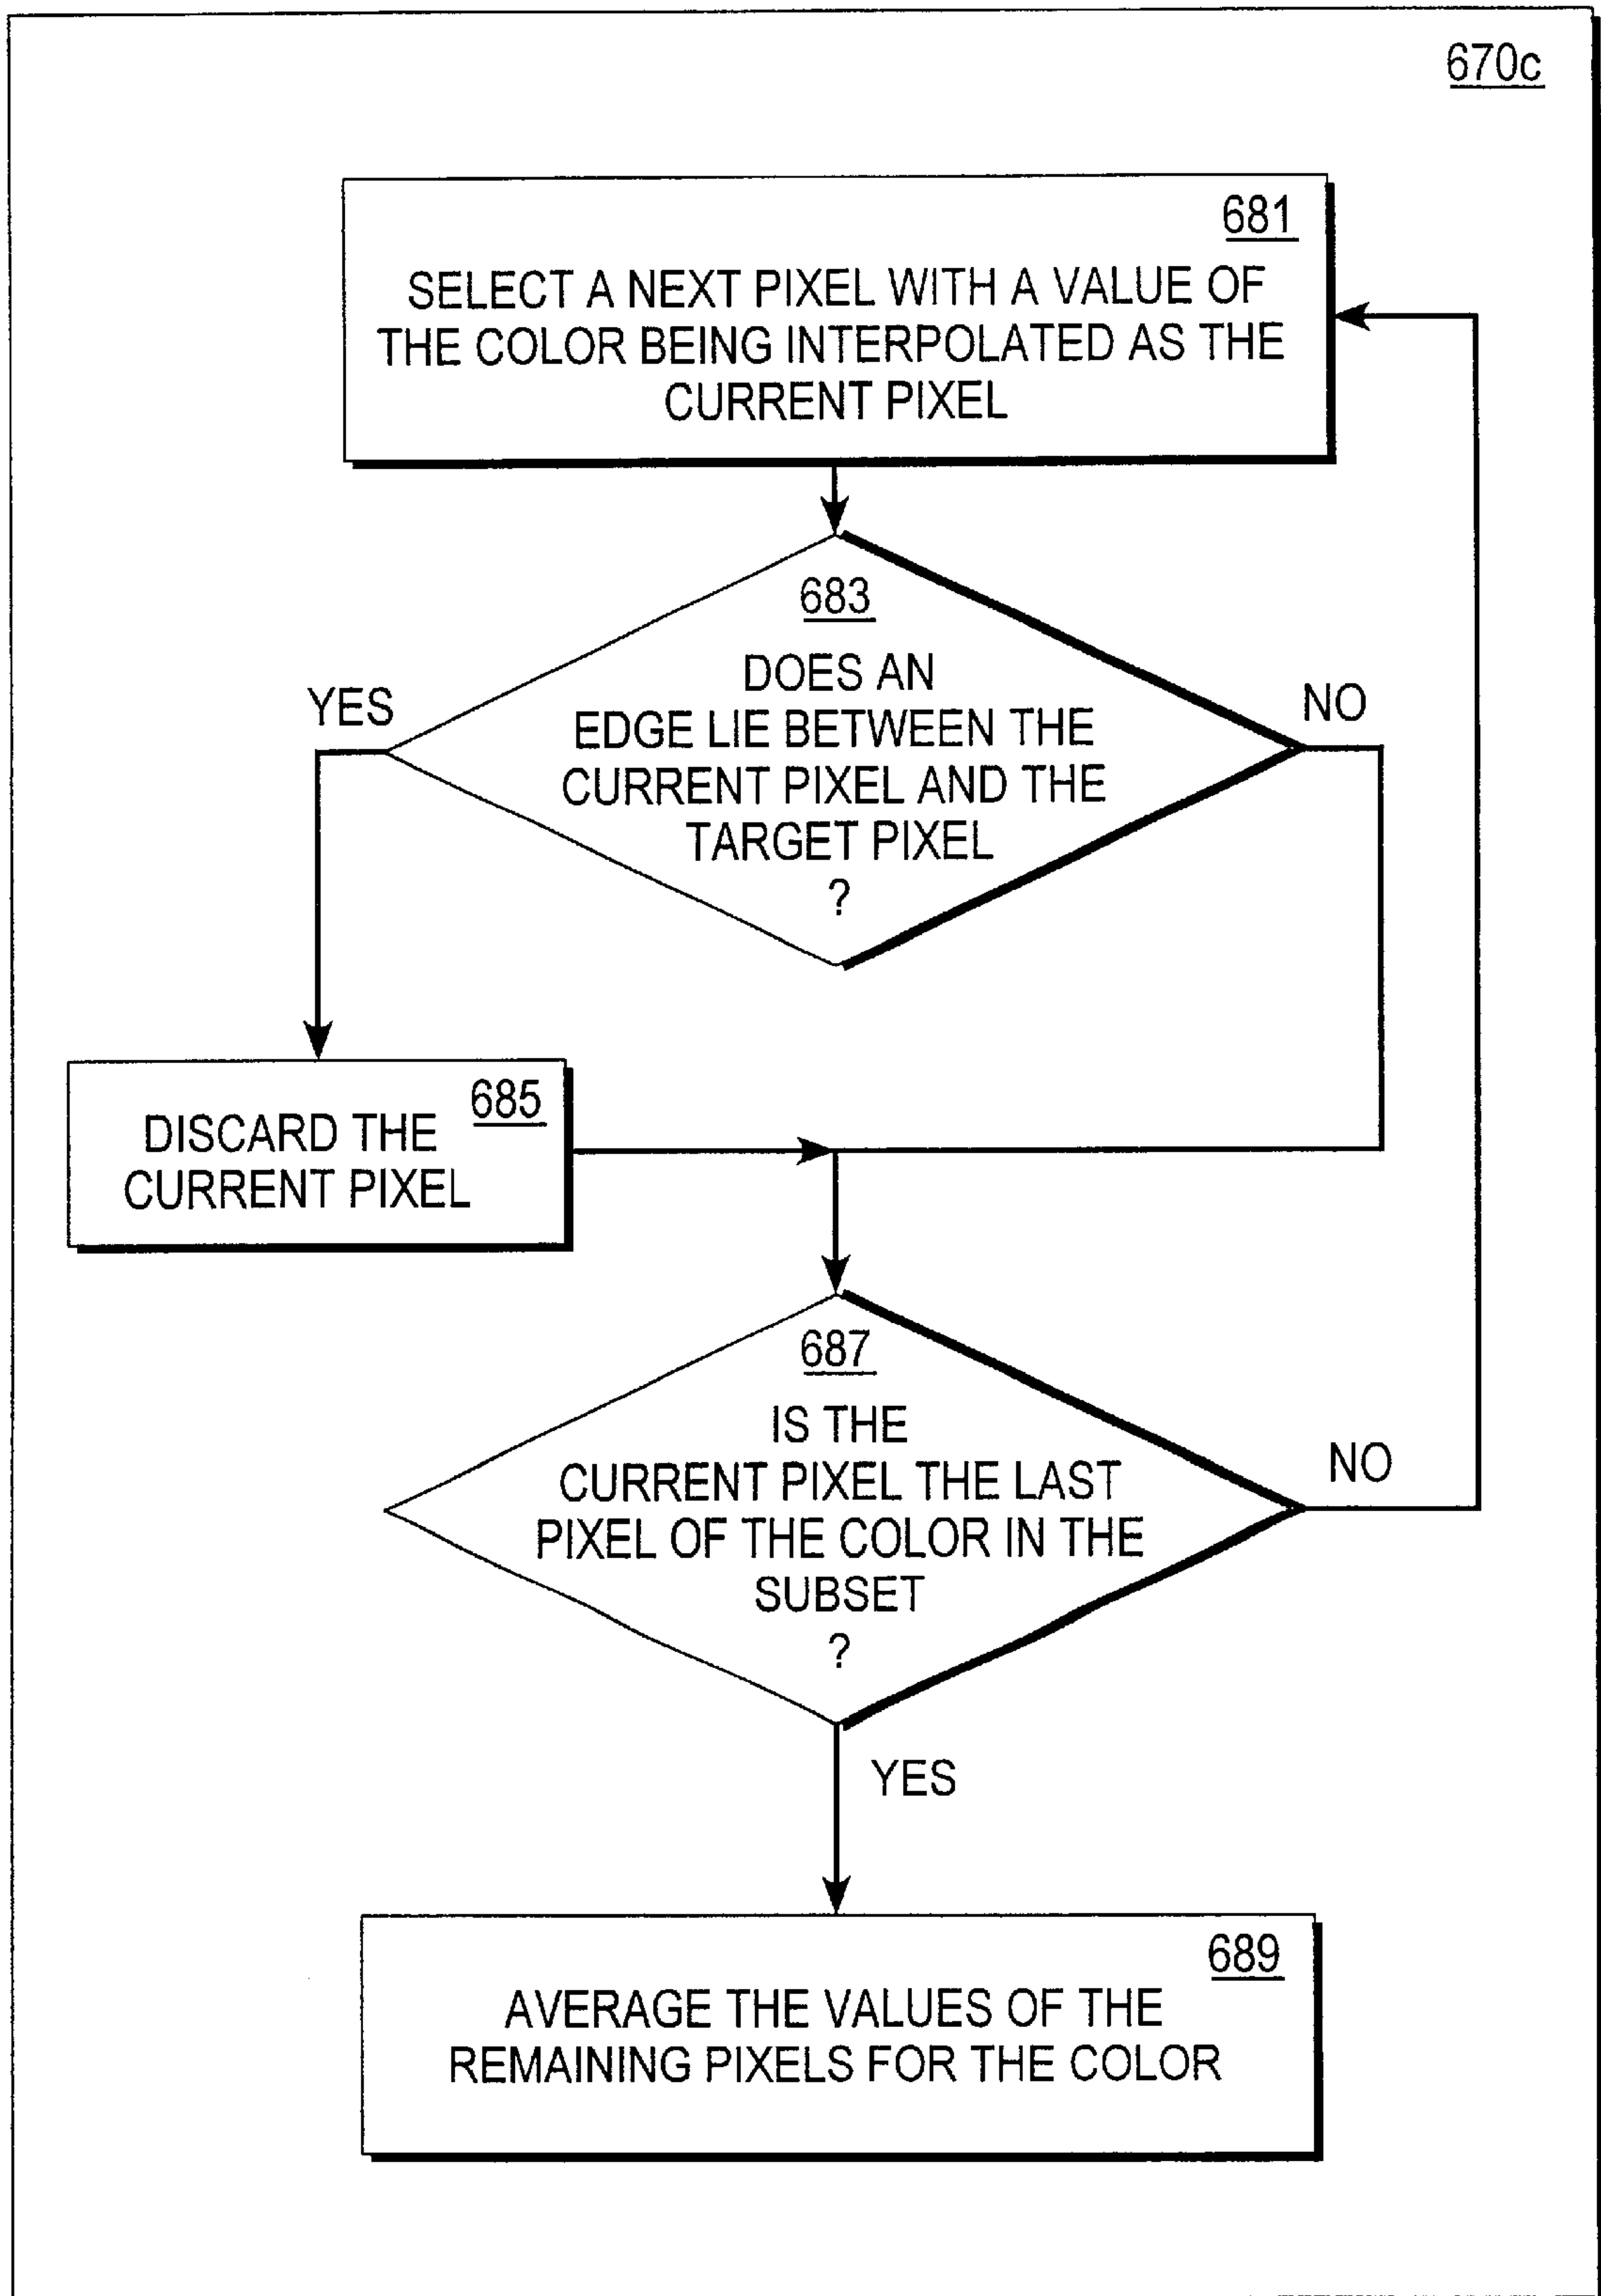 670c
681
SELECT A NEXT PIXEL WITH A VALUE OF
THE COLOR BEING INTERPOLATED AS THE
CURRENT PIXEL
683
DOES AN
EDGE LIE BETWEEN THE
CURRENT PIXEL AND THE
TARGET PIXEL
?
YES
NO
685
DISCARD THE
CURRENT PIXEL
687
IS THE
CURRENT PIXEL THE LAST
PIXEL OF THE COLOR IN THE
SUBSET
?
NO
YES
689
AVERAGE THE VALUES OF THE
REMAINING PIXELS FOR THE COLOR